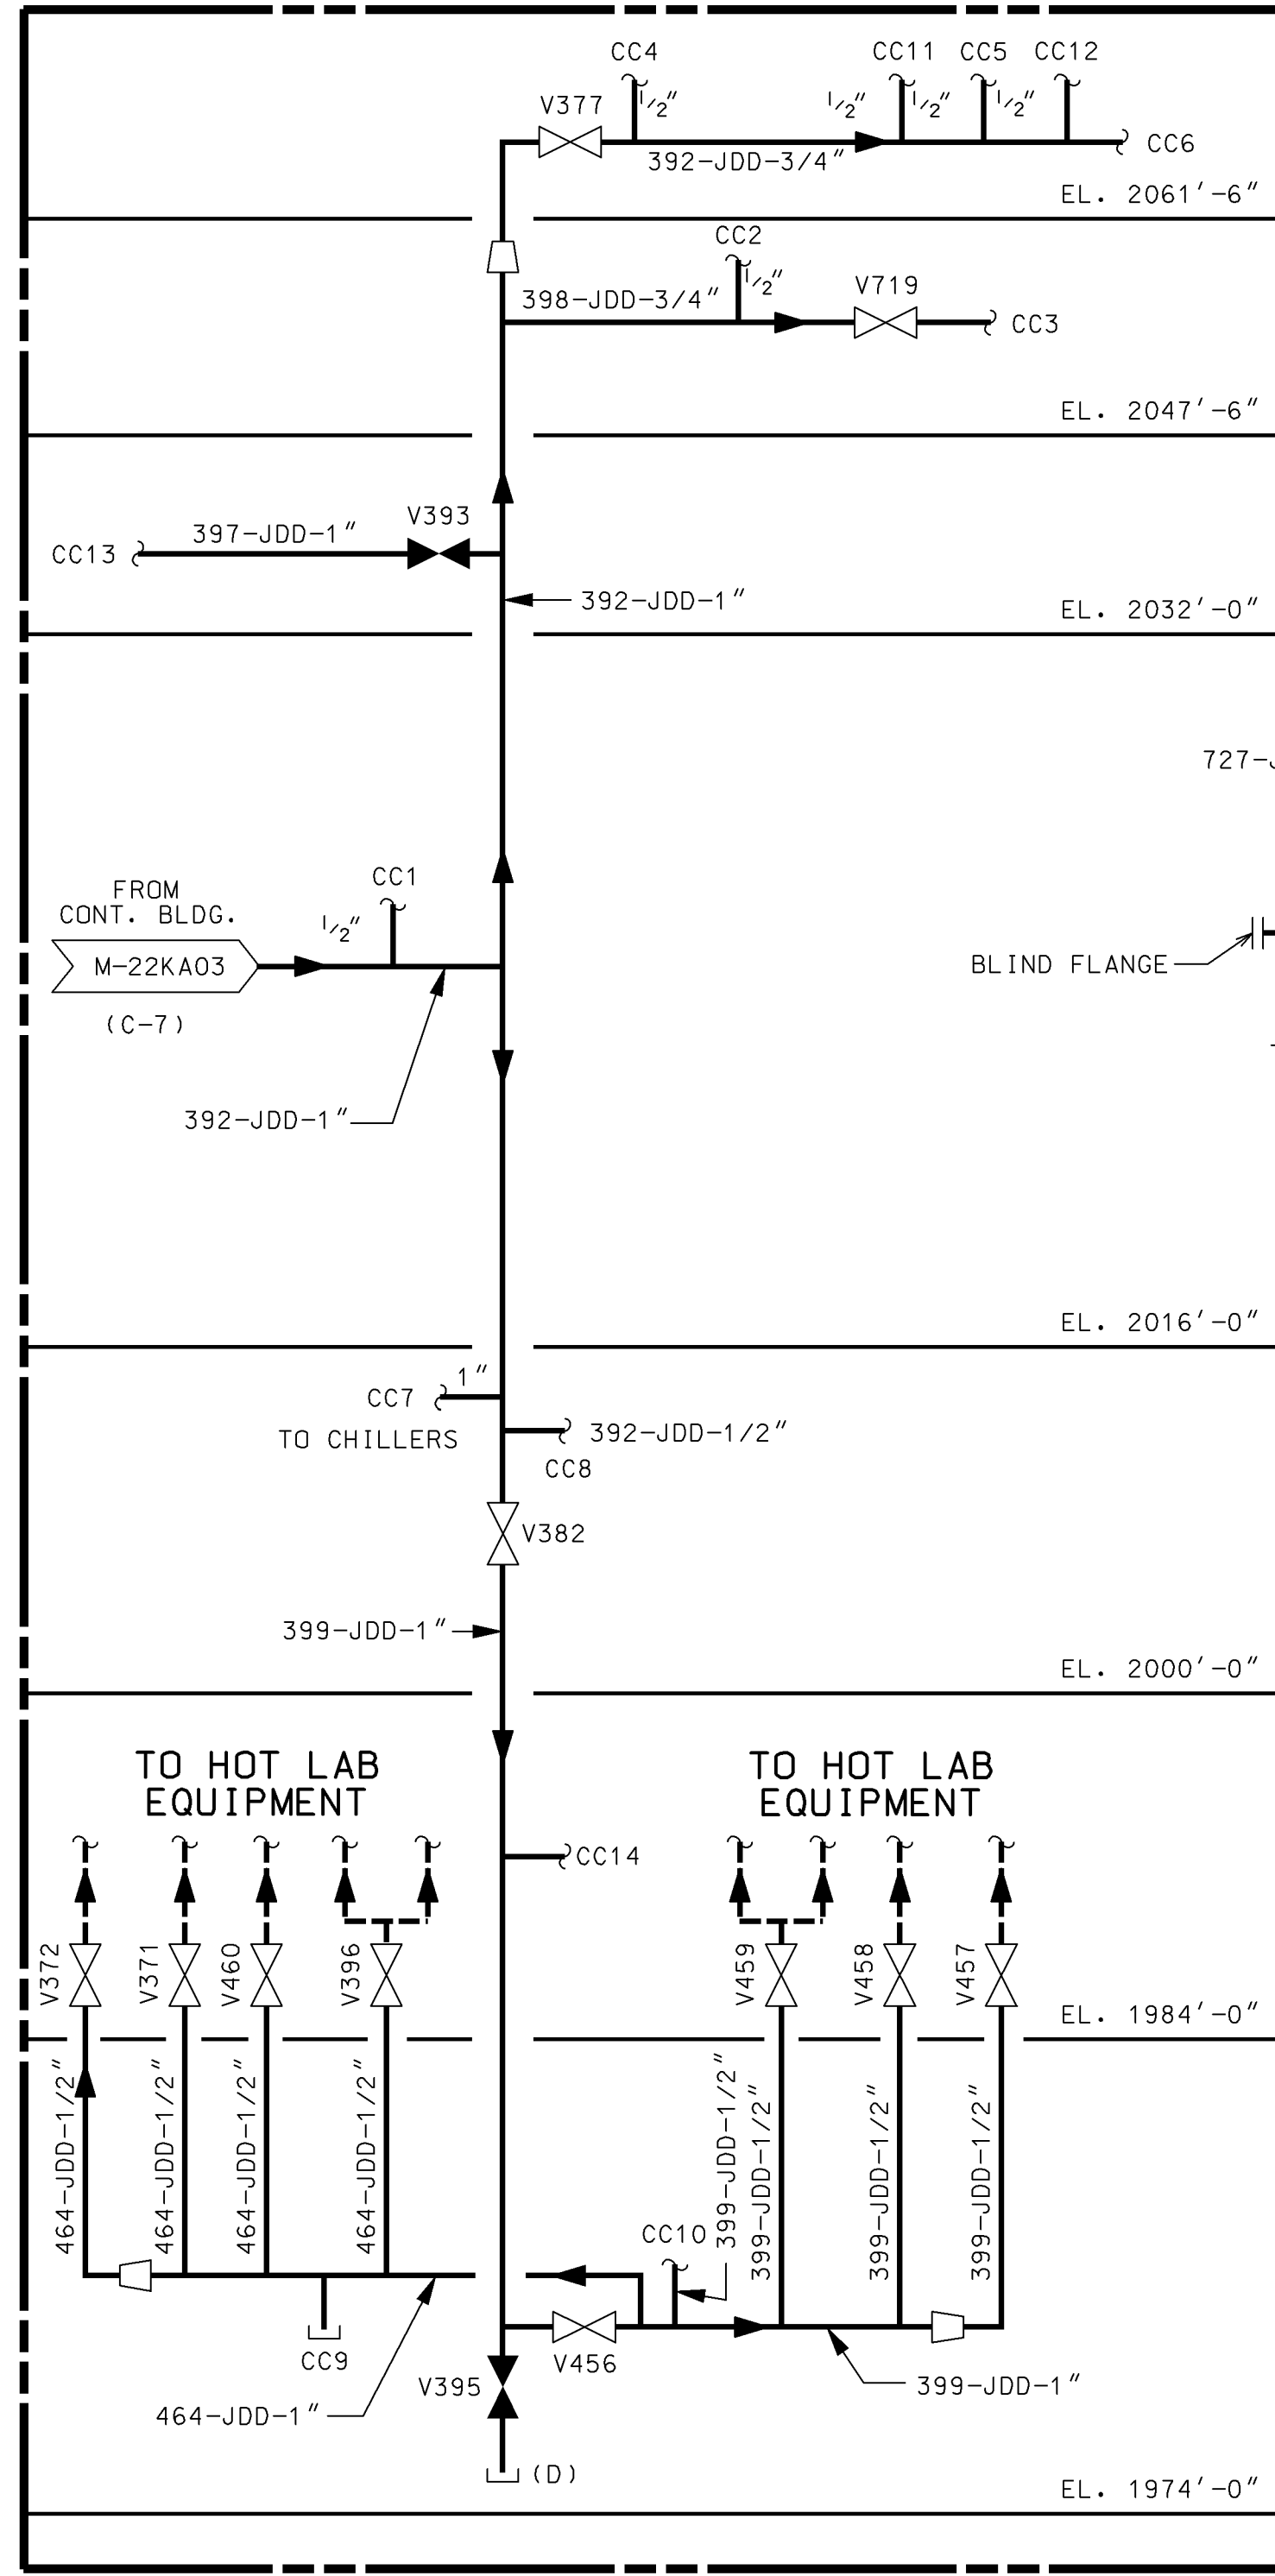 CC4
CC11
CC5
CC12
V377
1/2"
1/2"
1/2"
1/2"
392-JDD-3/4"
CC6
EL. 2061'-6"
CC2
1/2"
398-JDD-3/4"
V719
CC3
EL. 2047'-6"
V393
397-JDD-1"
CC13
392-JDD-1"
EL. 2032'-0"
727-J
FROM
CONT. BLDG.
CC1
1/2"
M-22KA03
(C-7)
BLIND FLANGE
392-JDD-1"
EL. 2016'-0"
1"
CC7
TO CHILLERS
392-JDD-1/2"
CC8
V382
399-JDD-1"
EL. 2000'-0"
TO HOT LAB
EQUIPMENT
TO HOT LAB
EQUIPMENT
CC14
V372
V371
V460
V396
V459
V458
V457
EL. 1984'-0"
464-JDD-1/2"
464-JDD-1/2"
464-JDD-1/2"
464-JDD-1/2"
399-JDD-1/2"
399-JDD-1/2"
399-JDD-1/2"
399-JDD-1/2"
CC10
CC9
V456
V395
399-JDD-1"
464-JDD-1"
(D)
EL. 1974'-0"